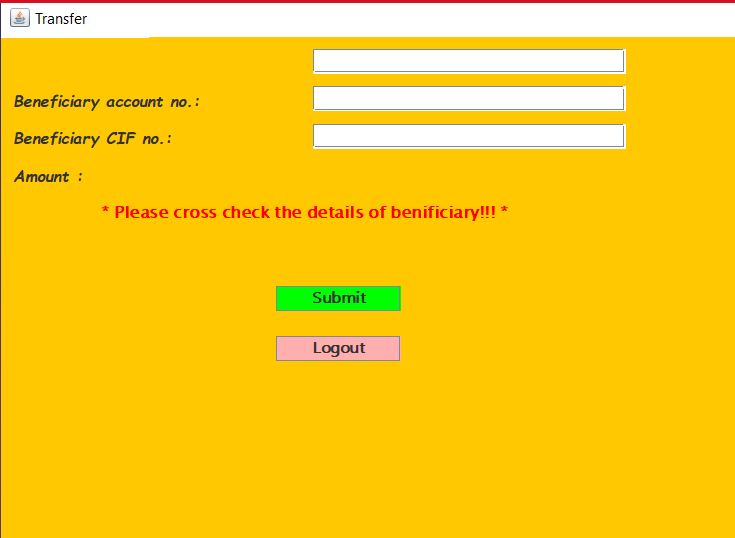 Transfer
Beneficiary account no.:
Beneficiary CIF no.:
Amount :
* Please cross check the details of benificiary!!! *
Submit
Logout